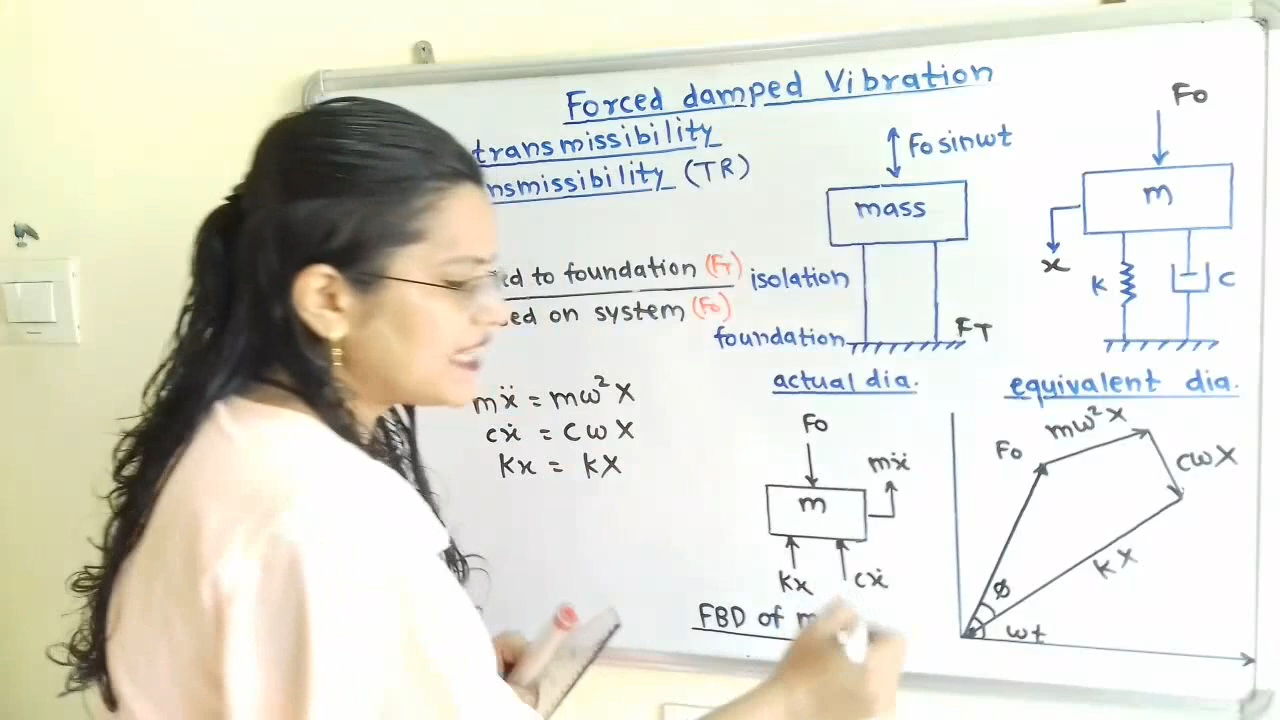 Forced damped Vibration
transmissibility
(TR)
to foundation (FT)
on system (Fo)
mẍ = mω²X
cẋ = cωX
Kx = KX
Fo sinωt
mass
isolation
foundation
FT
actual dia.
Fo
m
x
K
C
equivalent dia.
Fo
m
mẍ
Kx
cẋ
FBD of
Fo
mω²X
cωX
KX
ø
ωt